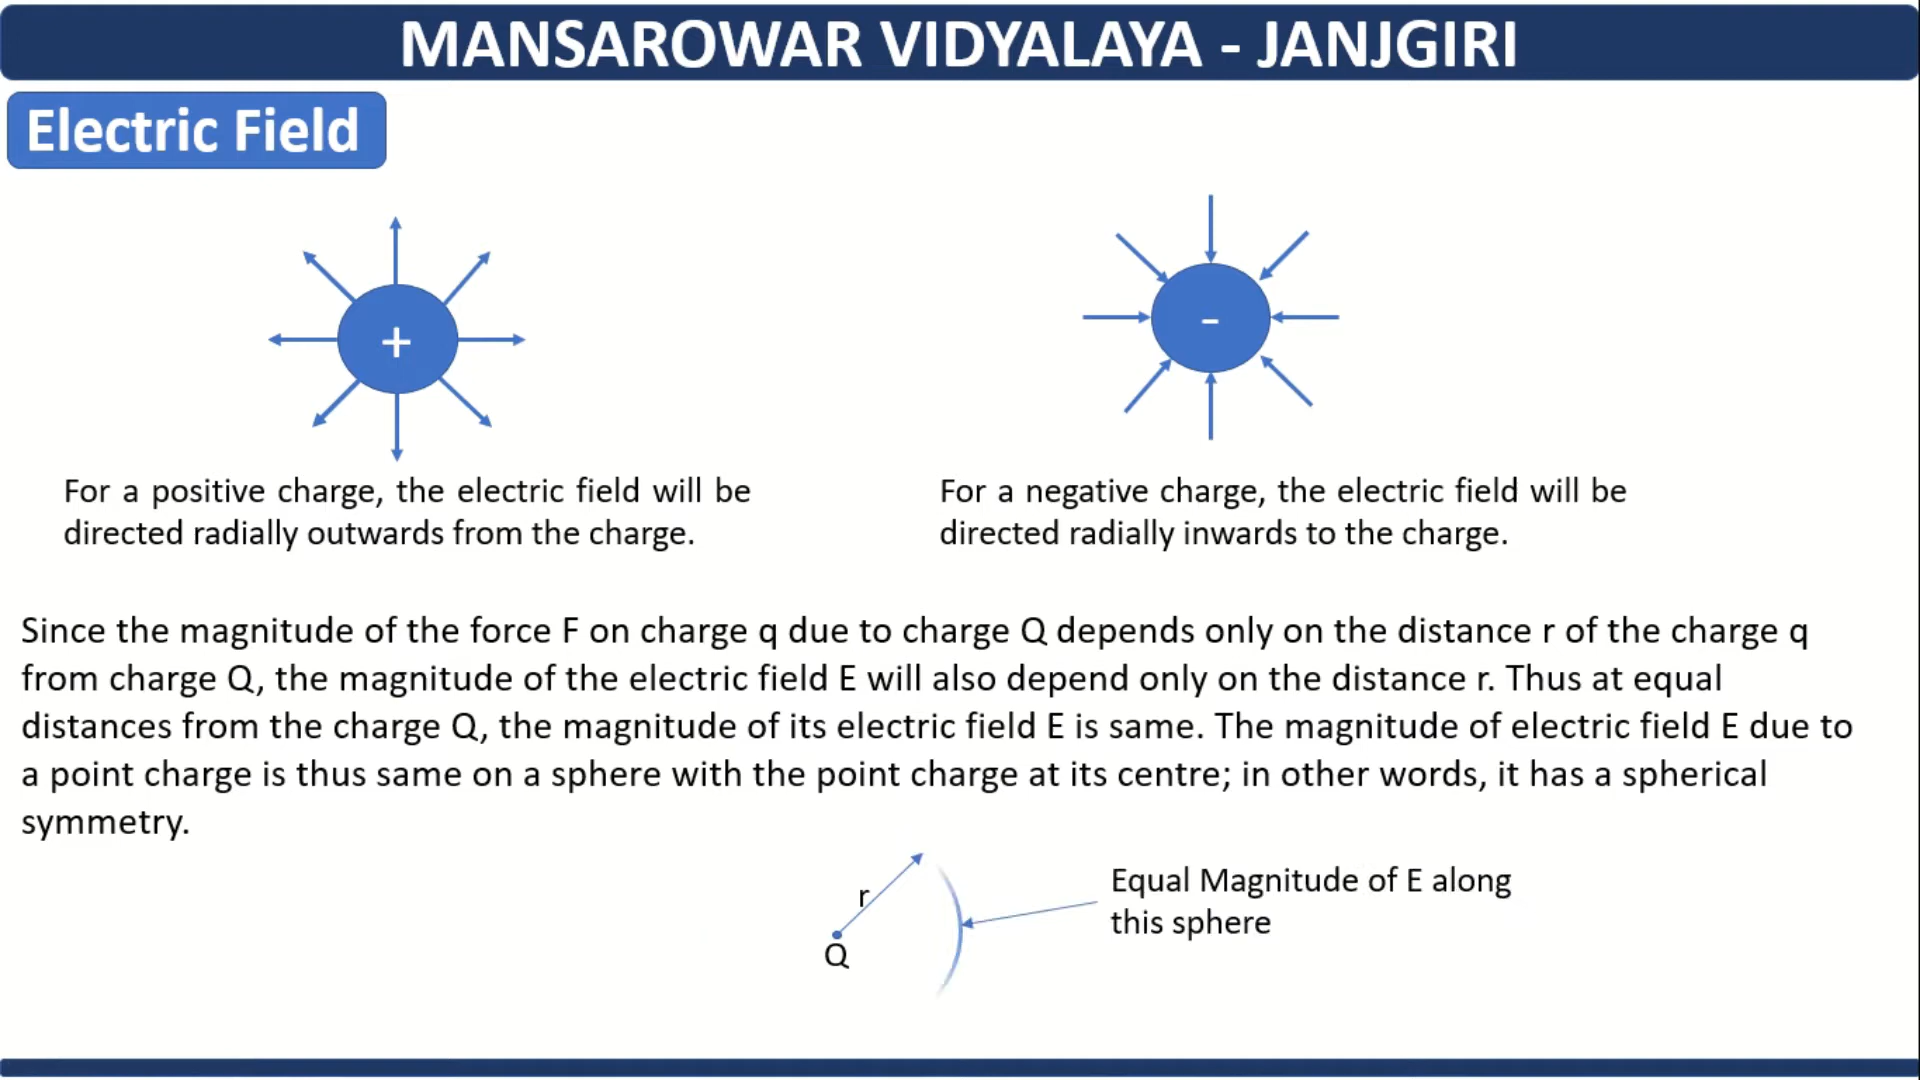 MANSAROWAR VIDYALAYA - JANJGIRI
Electric Field
+
-
For a positive charge, the electric field will be
directed radially outwards from the charge.
For a negative charge, the electric field will be
directed radially inwards to the charge.
Since the magnitude of the force F on charge q due to charge Q depends only on the distance r of the charge q
from charge Q, the magnitude of the electric field E will also depend only on the distance r. Thus at equal
distances from the charge Q, the magnitude of its electric field E is same. The magnitude of electric field E due to
a point charge is thus same on a sphere with the point charge at its centre; in other words, it has a spherical
symmetry.
r
Q
Equal Magnitude of E along
this sphere